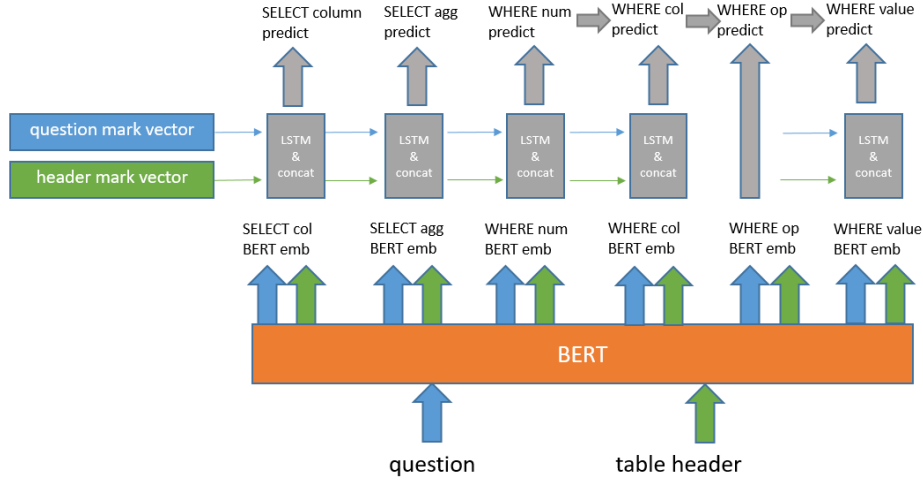 SELECT column
predict
SELECT agg
predict
WHERE num
predict
WHERE col
predict
WHERE op
predict
WHERE value
predict
question mark vector
header mark vector
LSTM
&
concat
LSTM
&
concat
LSTM
&
concat
LSTM
&
concat
LSTM
&
concat
SELECT col
BERT emb
SELECT agg
BERT emb
WHERE num
BERT emb
WHERE col
BERT emb
WHERE op
BERT emb
WHERE value
BERT emb
BERT
question
table header